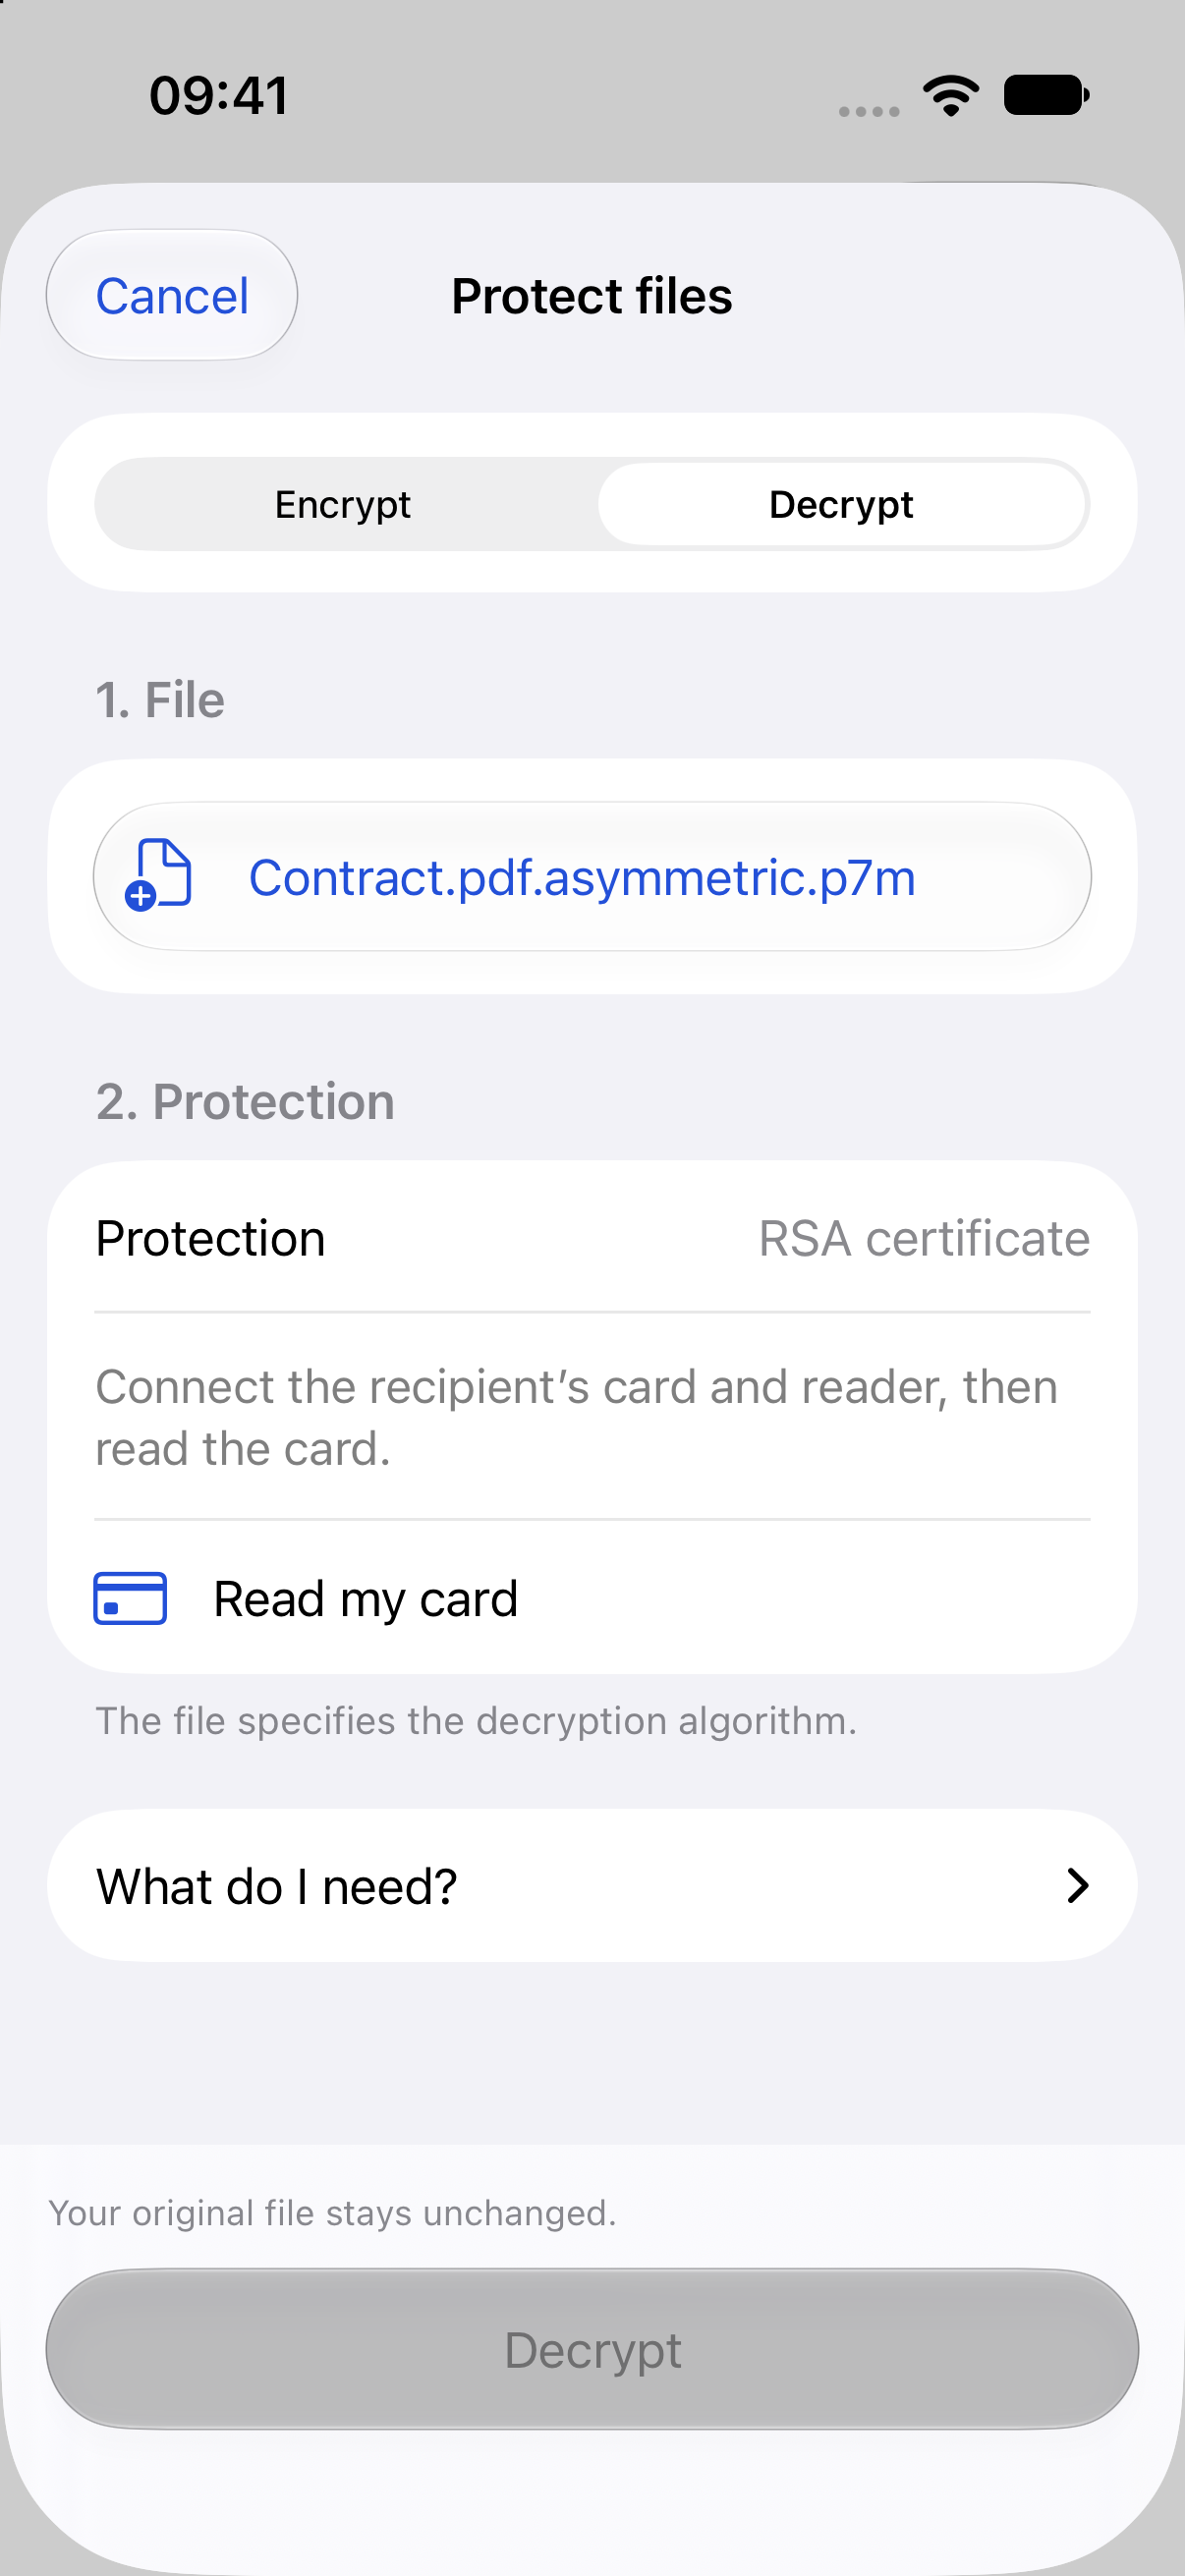 09:41
Cancel
Protect files
Encrypt
Decrypt
1. File
Contract.pdf.asymmetric.p7m
2. Protection
Protection
RSA certificate
Connect the recipient’s card and reader, then
read the card.
Read my card
The file specifies the decryption algorithm.
What do I need?
Your original file stays unchanged.
Decrypt